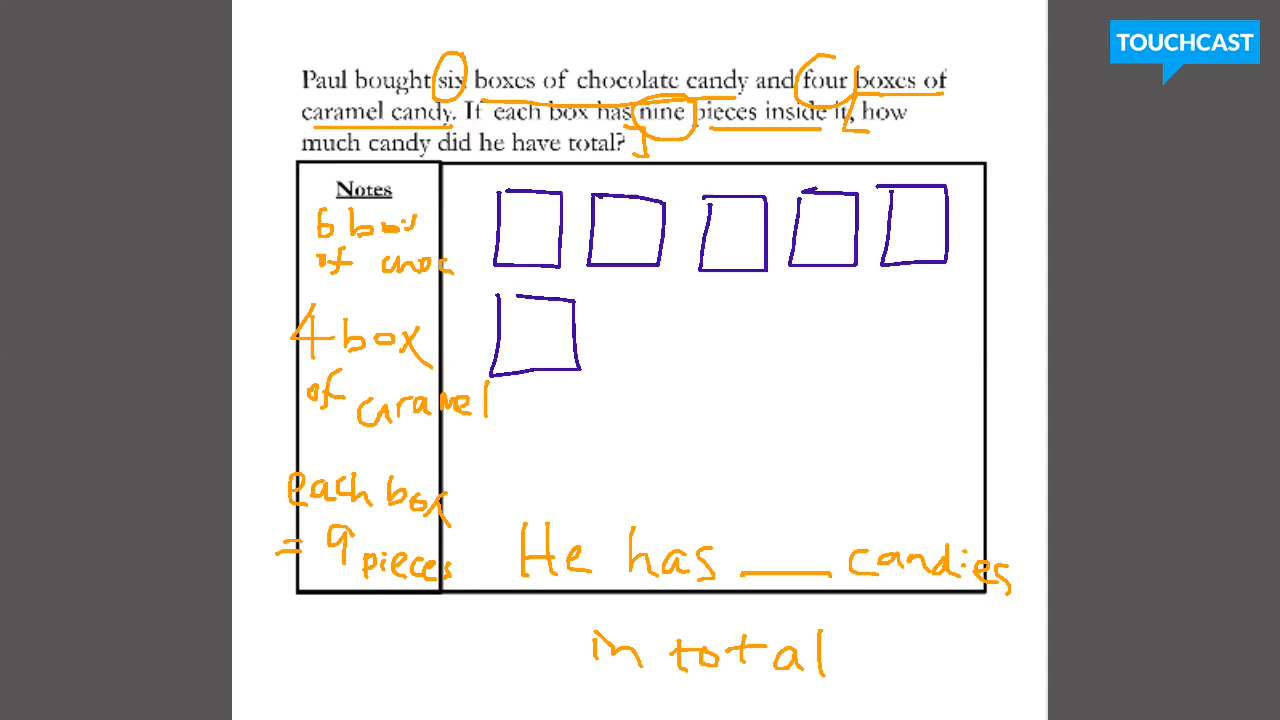 TOUCHCAST
Paul bought six boxes of chocolate candy and four boxes of
caramel candy. If each box has nine pieces inside it, how
much candy did he have total?
Notes
6 boxs
of choc
4 box
of caramel
each box
= 9 pieces
He has ___ candies
in total